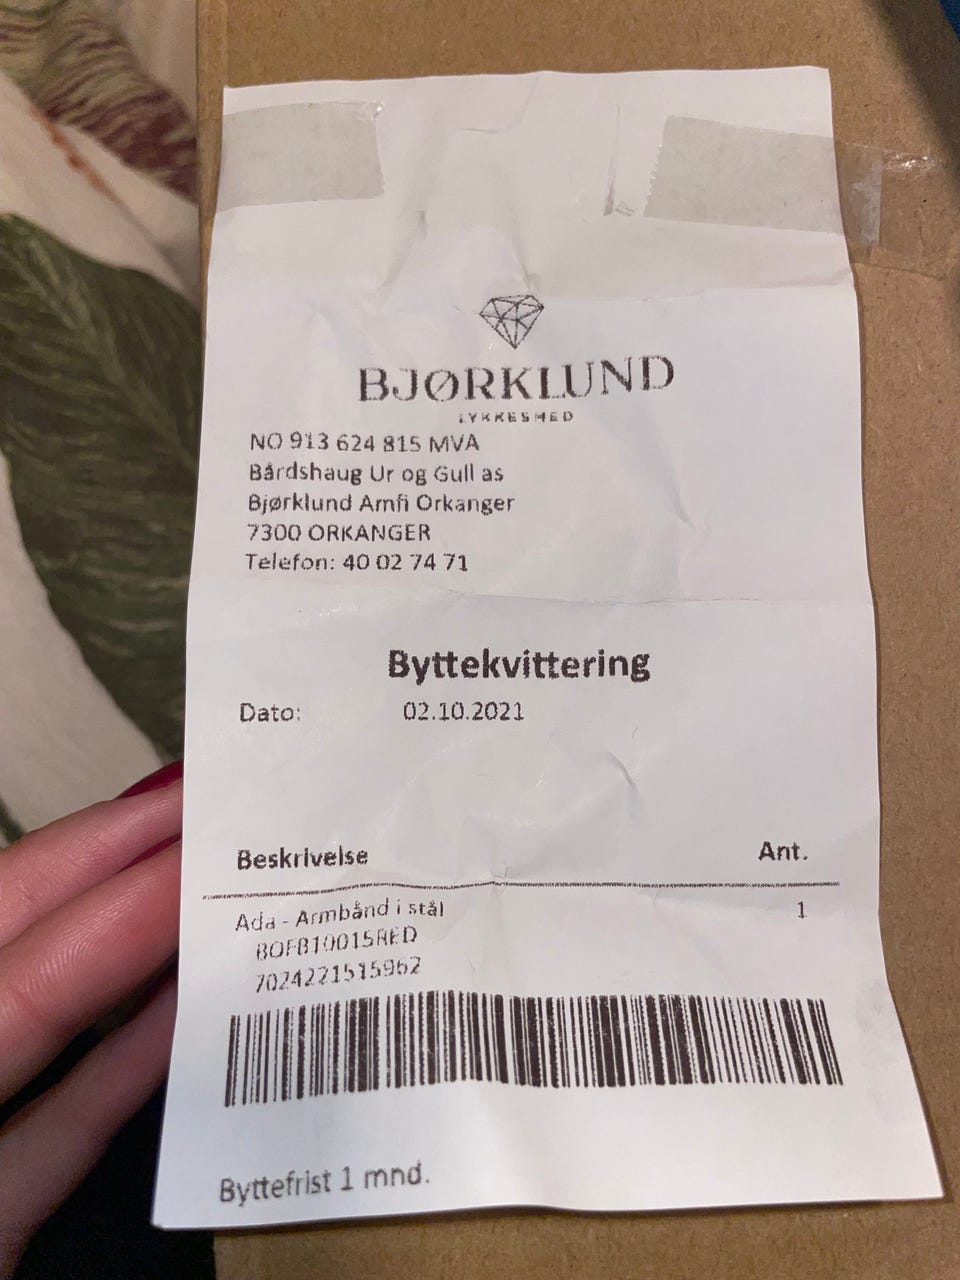 BJØRKLUND
LYKKESMED
NO 913 624 815 MVA
Bårdshaug Ur og Gull as
Bjørklund Amfi Orkanger
7300 ORKANGER
Telefon: 40 02 74 71
Byttekvittering
Dato: 02.10.2021
Beskrivelse Ant.
Ada - Armbånd i stål 1
BOFB10015RED
7024221515962
Byttefrist 1 mnd.